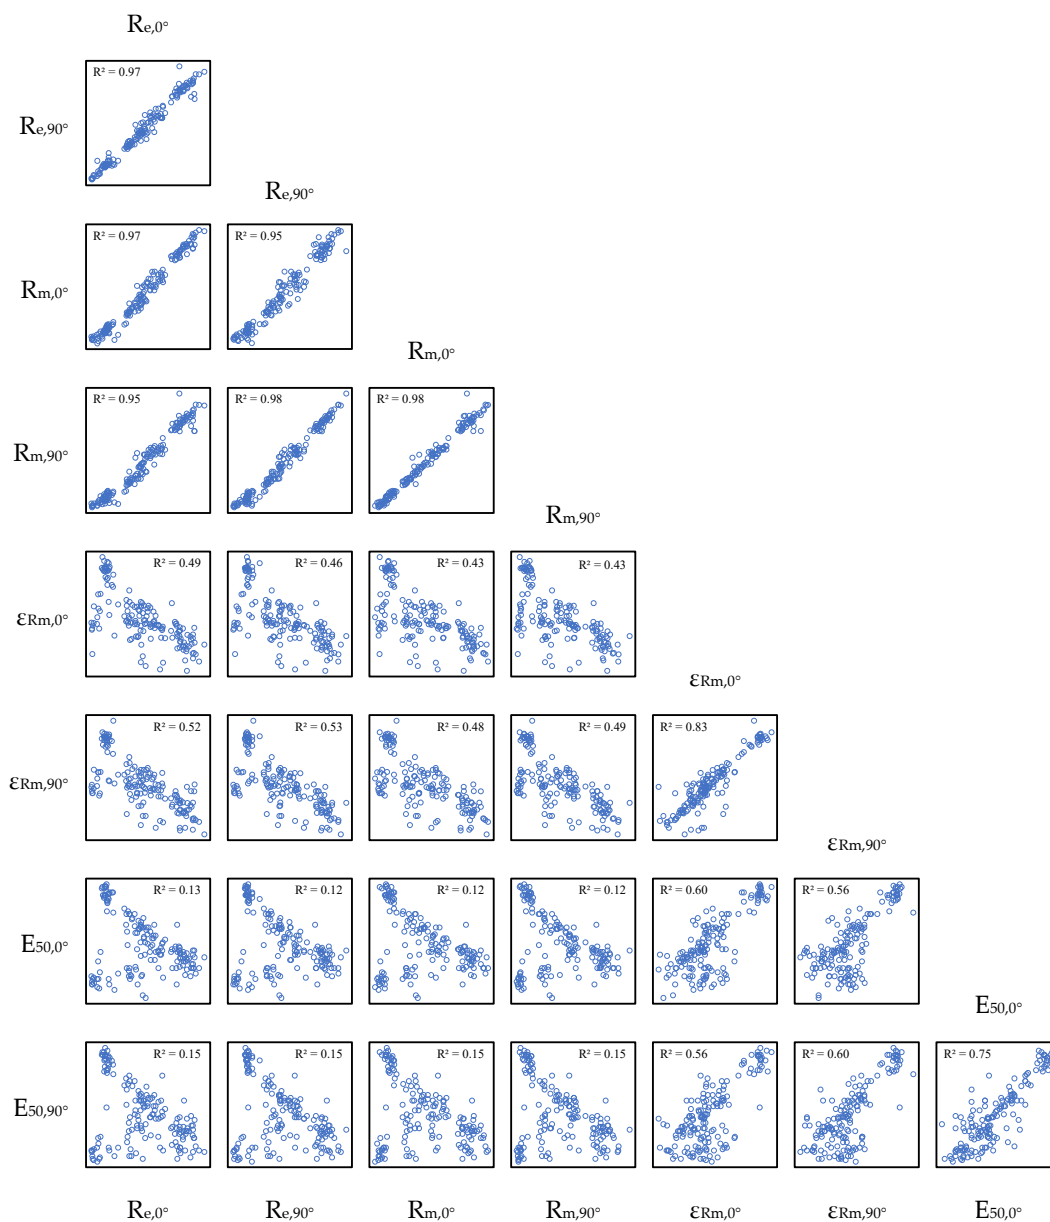 Re,0°
R² = 0.97
Re,90°
Re,90°
R² = 0.97 R² = 0.95
Rm,0°
Rm,0°
R² = 0.95 R² = 0.98 R² = 0.98
Rm,90°
Rm,90°
R² = 0.49 R² = 0.46 R² = 0.43 R² = 0.43
εRm,0°
εRm,0°
R² = 0.52 R² = 0.53 R² = 0.48 R² = 0.49 R² = 0.83
εRm,90°
εRm,90°
R² = 0.13 R² = 0.12 R² = 0.12 R² = 0.12 R² = 0.60 R² = 0.56
E50,0°
E50,0°
R² = 0.15 R² = 0.15 R² = 0.15 R² = 0.15 R² = 0.56 R² = 0.60 R² = 0.75
E50,90°
Re,0° Re,90° Rm,0° Rm,90° εRm,0° εRm,90° E50,0°